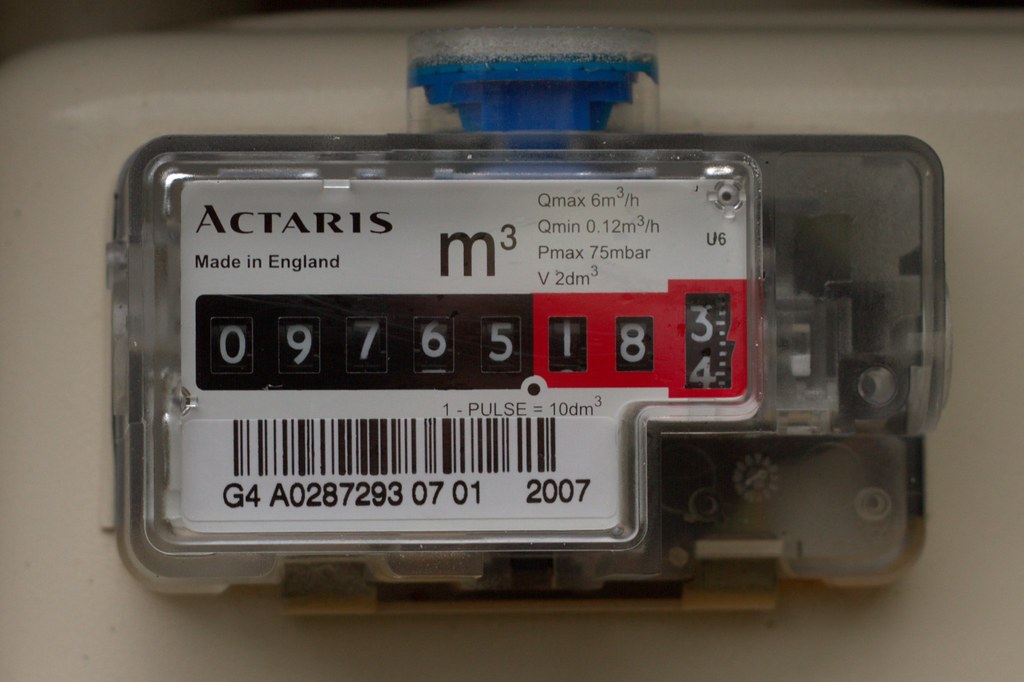 ACTARIS
Made in England
m³
Qmax 6m³/h
Qmin 0.12m³/h
Pmax 75mbar
V 2dm³
U6
0 9 7 6 5 1 8 3
4
1 - PULSE = 10dm³
G4 A0287293 07 01 2007